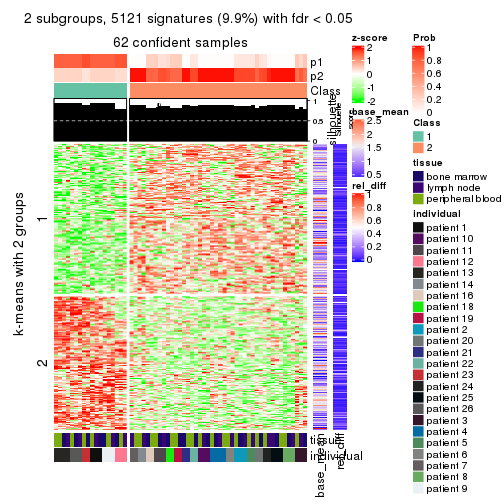 2 subgroups, 5121 signatures (9.9%) with fdr < 0.05
62 confident samples
p1
p2
Class
1
0.5
0
silhouette
k-means with 2 groups
1
2
tissue
individual
base_mean
rel_diff
z-score
2
1
0
-1
-2
base_mean
2.5
2
1.5
1
0.5
rel_diff
1
0.8
0.6
0.4
0.2
0
Prob
1
0.8
0.6
0.4
0.2
0
Class
1
2
tissue
bone marrow
lymph node
peripheral blood
individual
patient 1
patient 10
patient 11
patient 12
patient 13
patient 14
patient 16
patient 18
patient 19
patient 2
patient 20
patient 21
patient 22
patient 23
patient 24
patient 25
patient 26
patient 3
patient 4
patient 5
patient 6
patient 7
patient 8
patient 9